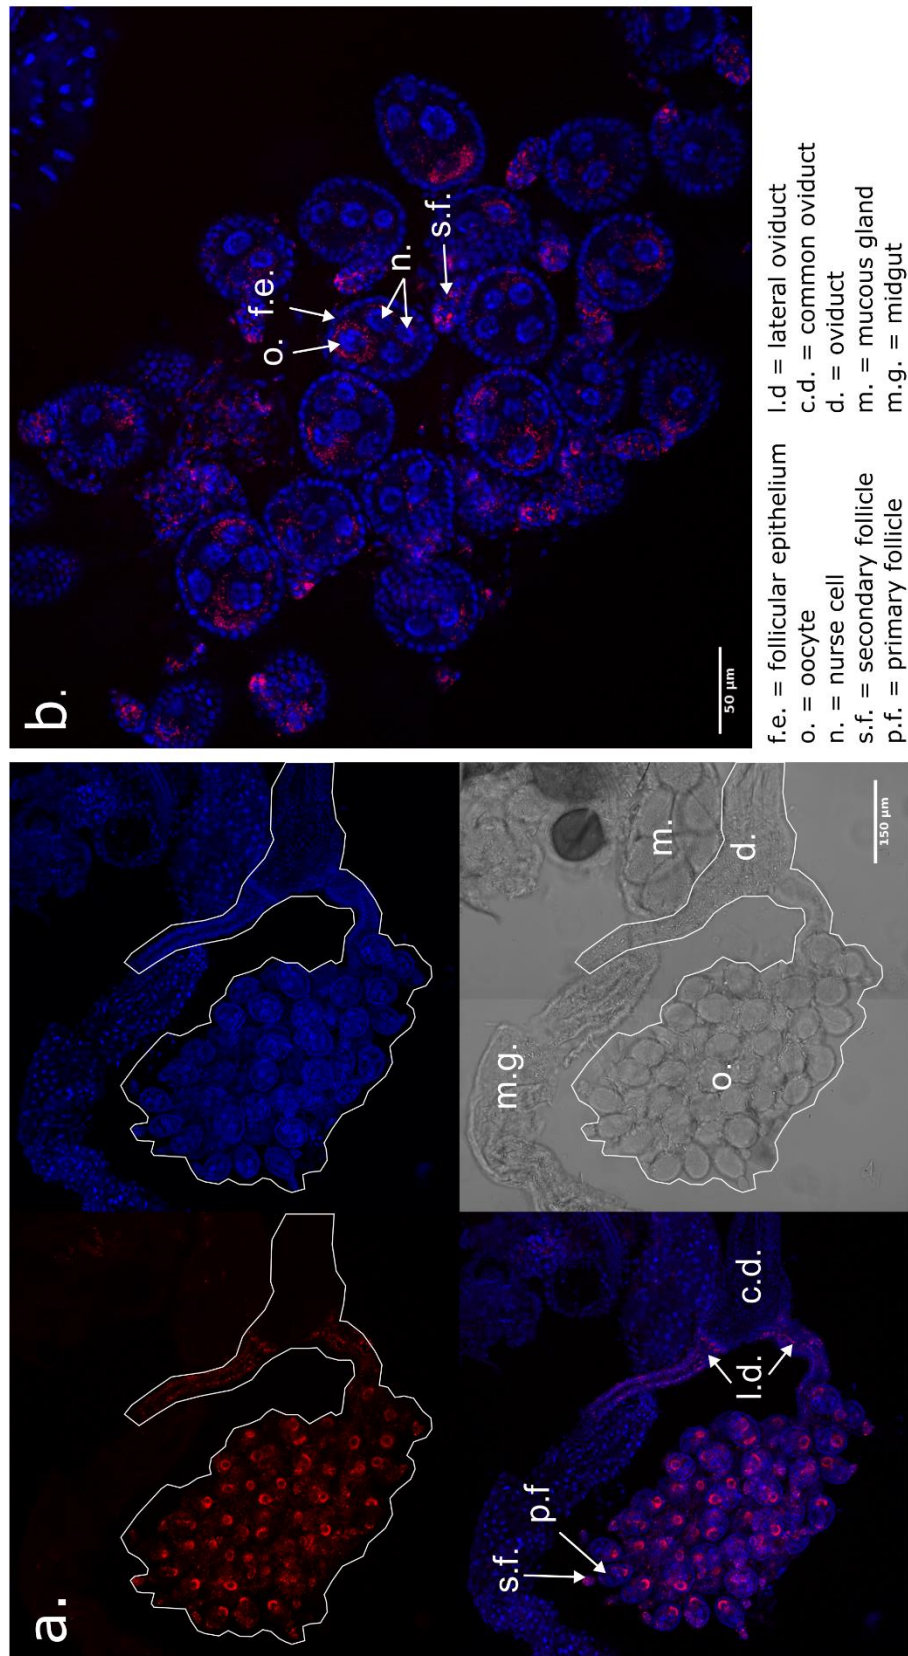 a.
s.f.
p.f
l.d.
c.d.
m.g.
o.
d.
m.
150 μm
b.
o.
f.e.
n.
s.f.
50 μm
f.e. = follicular epithelium
o. = oocyte
n. = nurse cell
s.f. = secondary follicle
p.f. = primary follicle
l.d = lateral oviduct
c.d. = common oviduct
d. = oviduct
m. = mucous gland
m.g. = midgut